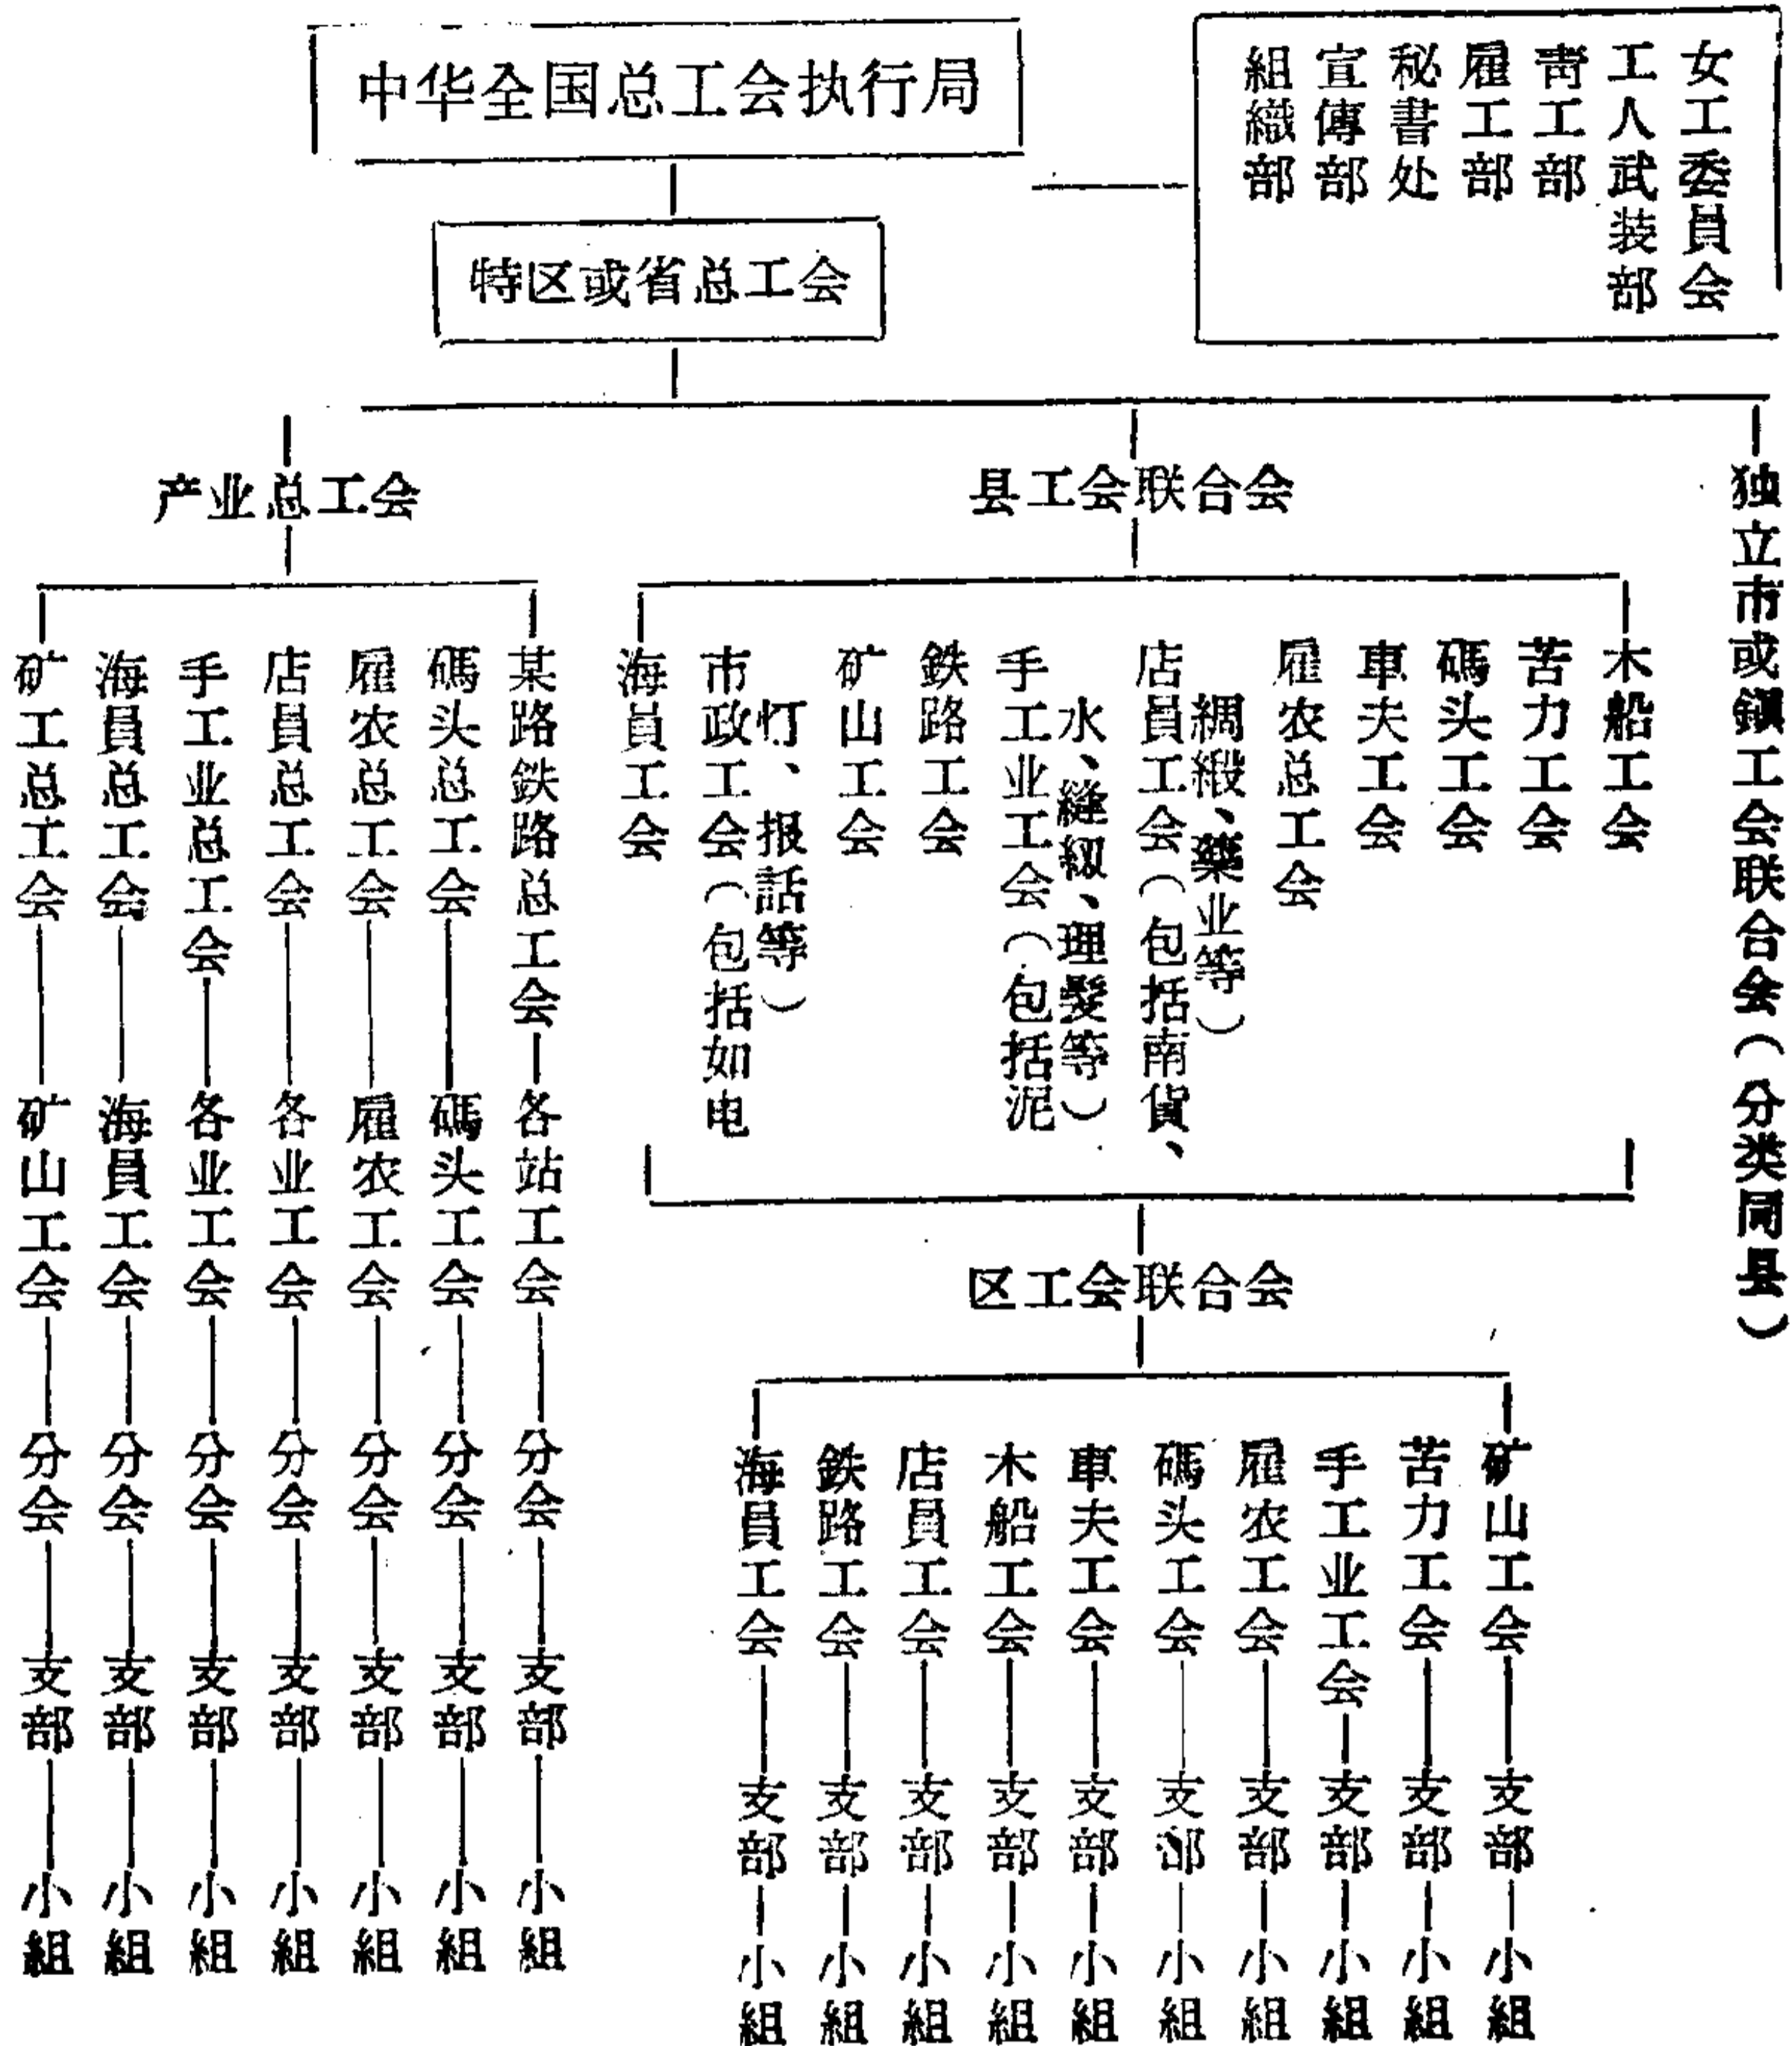 中华全国总工会执行局
組織部
宣傳部
秘書处
雇工部
青工部
工人武装部
女工委員会
特区或省总工会
产业总工会
县工会联合会
独立市或鎭工会联合会（分类同县）
矿工总工会
海員总工会
手工业总工会
店員总工会
雇农总工会
碼头总工会
某路鉄路总工会
矿山工会
海員工会
各业工会
各业工会
雇农工会
碼头工会
各站工会
分会
分会
分会
分会
分会
分会
分会
支部
支部
支部
支部
支部
支部
支部
小組
小組
小組
小組
小組
小組
小組
海員工会
市政工会（包括如电
灯、报話等）
矿山工会
鉄路工会
手工业工会（包括泥
水、縫紉、理髮等）
店員工会（包括南貨、
綢緞、藥业等）
雇农总工会
車夫工会
碼头工会
苦力工会
木船工会
区工会联合会
海員工会
鉄路工会
店員工会
木船工会
車夫工会
碼头工会
雇农工会
手工业工会
苦力工会
矿山工会
支部
支部
支部
支部
支部
支部
支部
支部
支部
支部
小組
小組
小組
小組
小組
小組
小組
小組
小組
小組